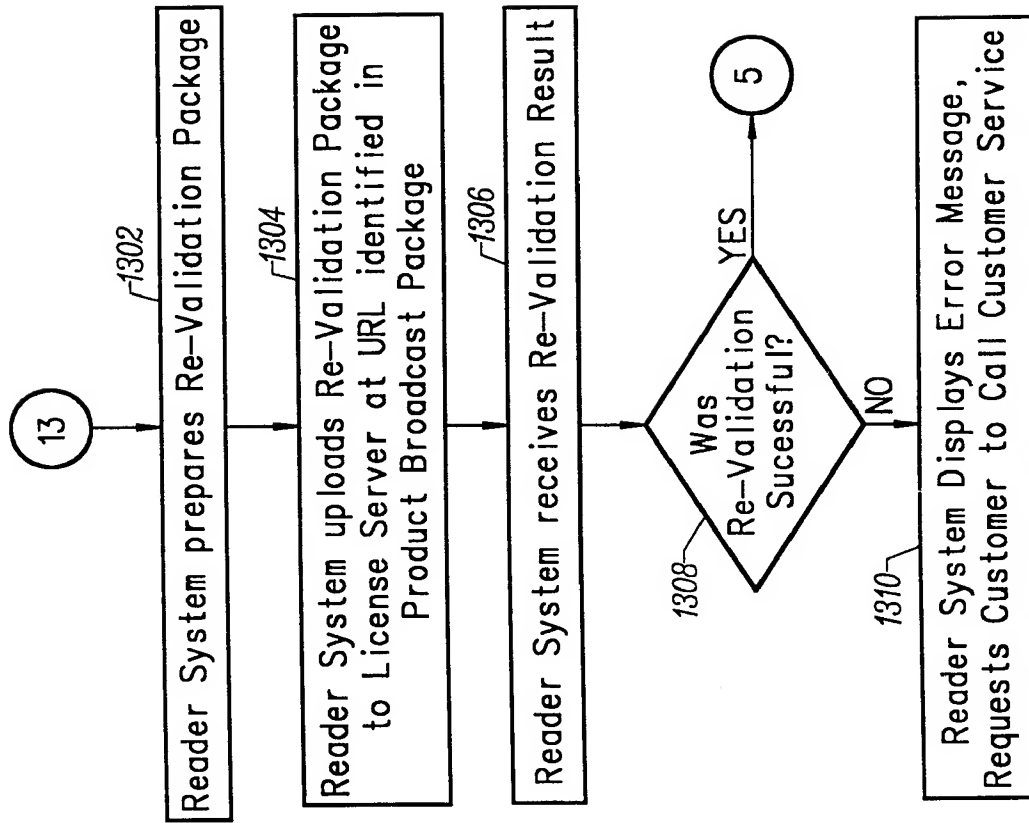 13
1302
Reader System prepares Re-Validation Package
1304
Reader System uploads Re-Validation Package
to License Server at URL identified in
Product Broadcast Package
1306
Reader System receives Re-Validation Result
1308
Was
Re-Validation
Sucessful?
YES
5
NO
1310
Reader System Displays Error Message,
Requests Customer to Call Customer Service